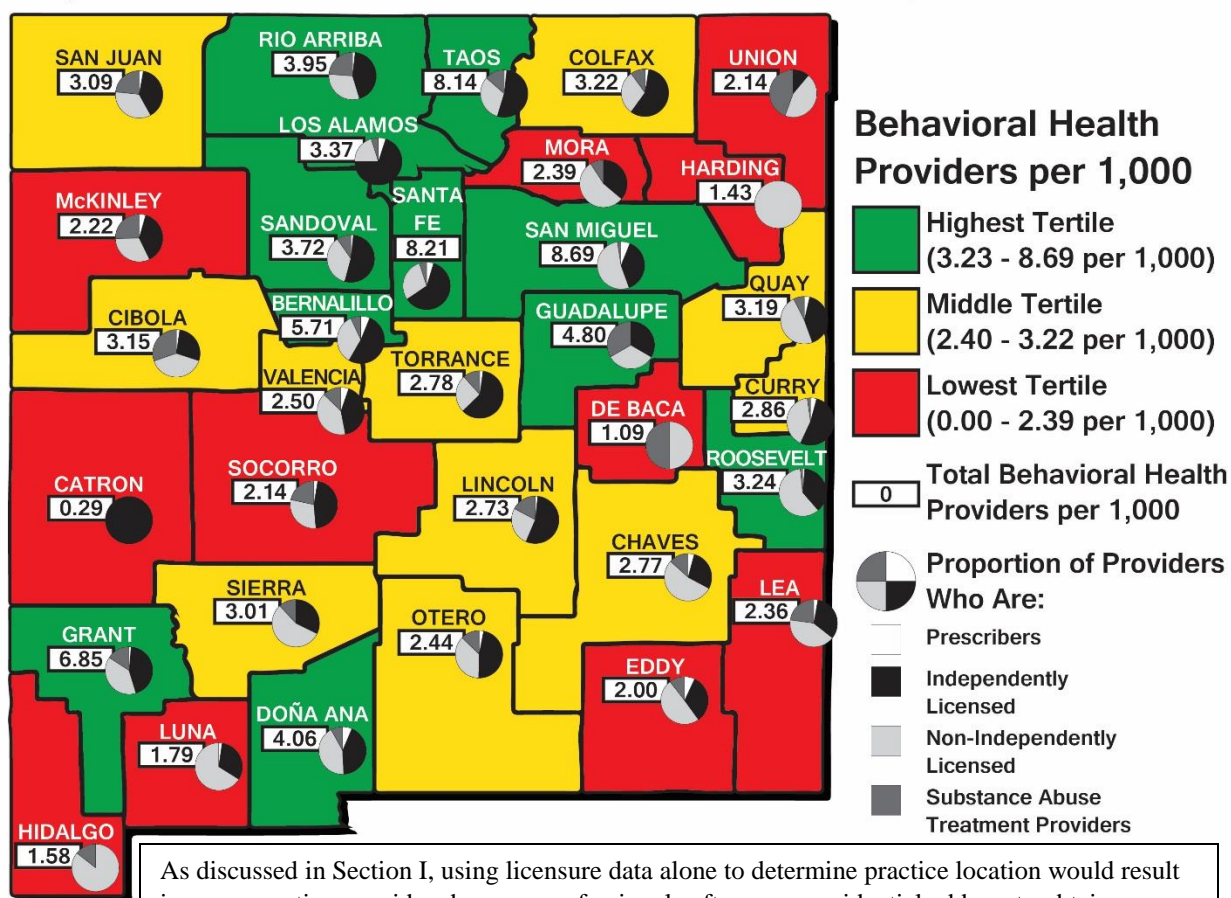 SAN JUAN
3.09
RIO ARRIBA
3.95
TAOS
8.14
COLFAX
3.22
UNION
2.14
LOS ALAMOS
3.37
MORA
2.39
HARDING
1.43
McKINLEY
2.22
SANDOVAL
3.72
SANTA
FE
8.21
SAN MIGUEL
8.69
QUAY
3.19
CIBOLA
3.15
BERNALILLO
5.71
GUADALUPE
4.80
VALENCIA
2.50
TORRANCE
2.78
CURRY
2.86
DE BACA
1.09
ROOSEVELT
3.24
CATRON
0.29
SOCORRO
2.14
LINCOLN
2.73
CHAVES
2.77
LEA
2.36
SIERRA
3.01
OTERO
2.44
GRANT
6.85
EDDY
2.00
LUNA
1.79
DOÑA ANA
4.06
HIDALGO
1.58
Behavioral Health
Providers per 1,000
Highest Tertile
(3.23 - 8.69 per 1,000)
Middle Tertile
(2.40 - 3.22 per 1,000)
Lowest Tertile
(0.00 - 2.39 per 1,000)
0
Total Behavioral Health
Providers per 1,000
Proportion of Providers
Who Are:
Prescribers
Independently
Licensed
Non-Independently
Licensed
Substance Abuse
Treatment Providers
As discussed in Section I, using licensure data alone to determine practice location would result